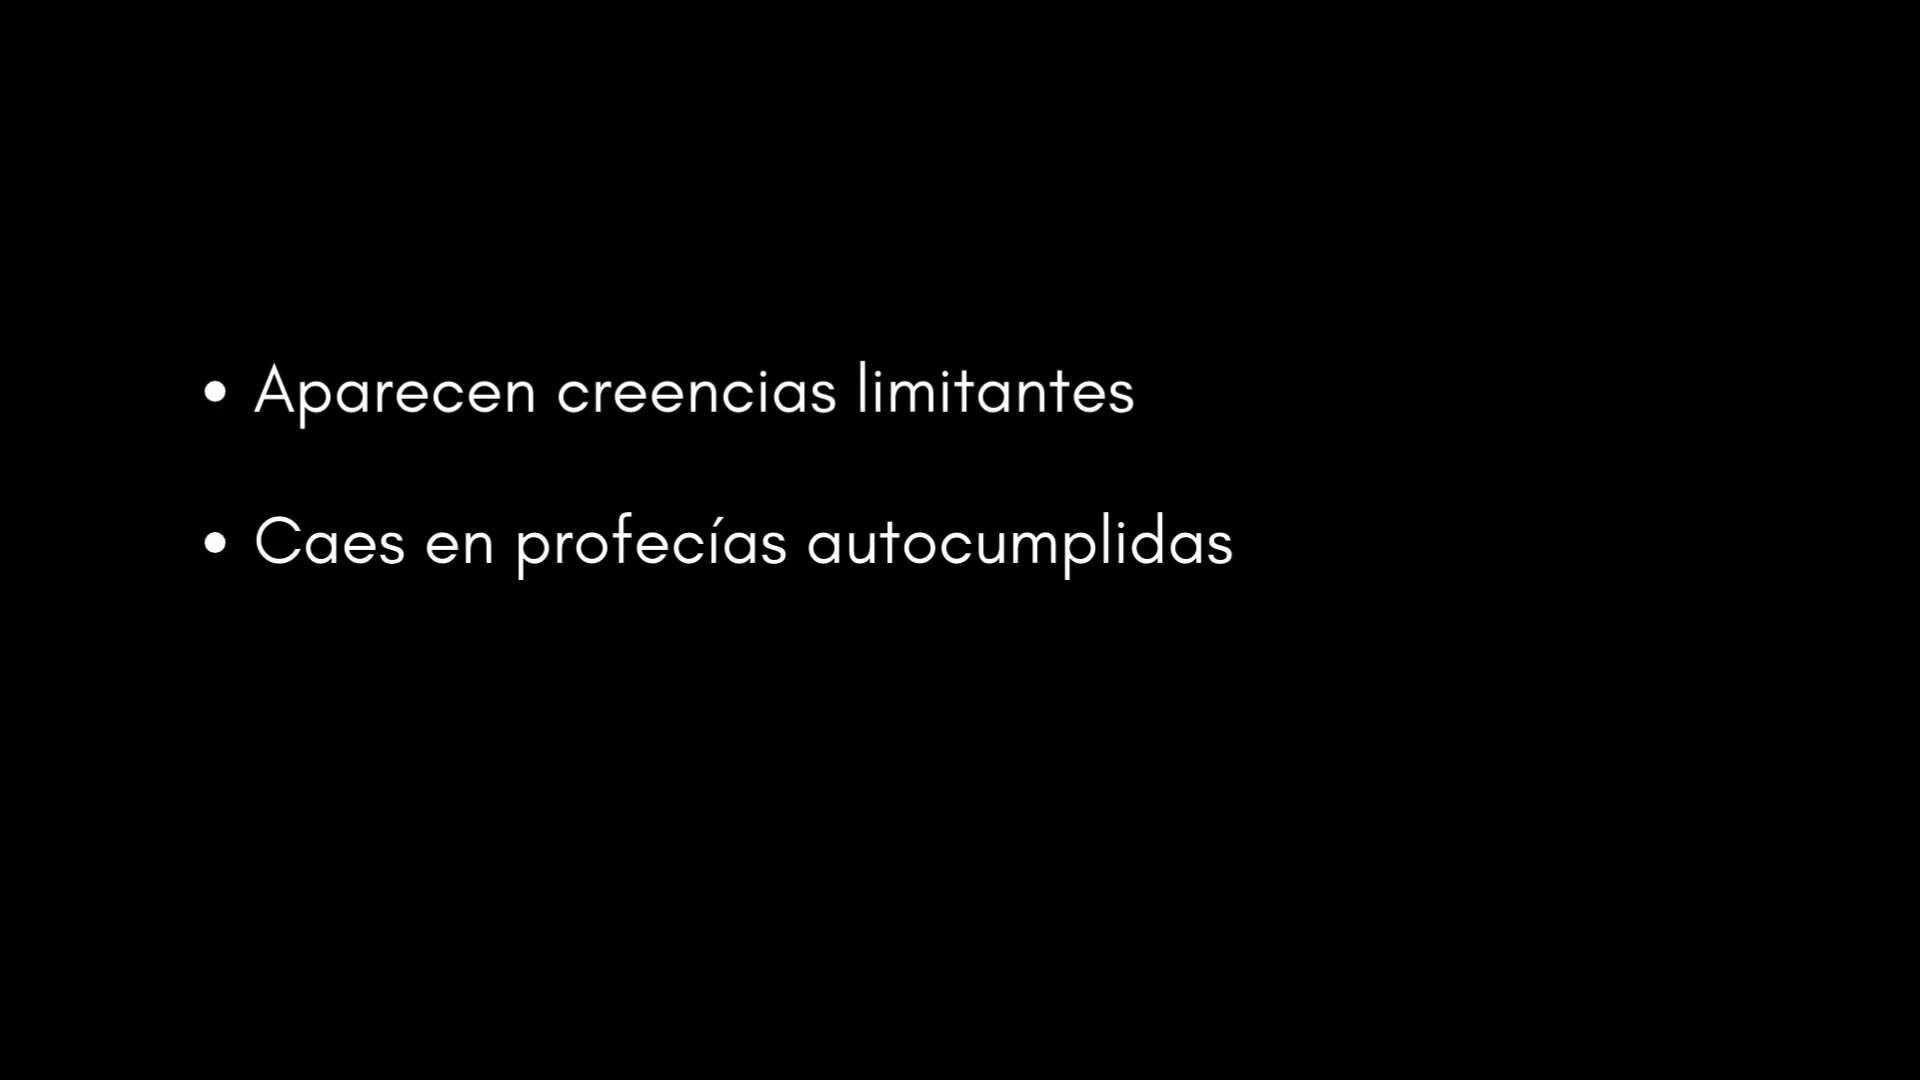 • Aparecen creencias limitantes
• Caes en profecías autocumplidas